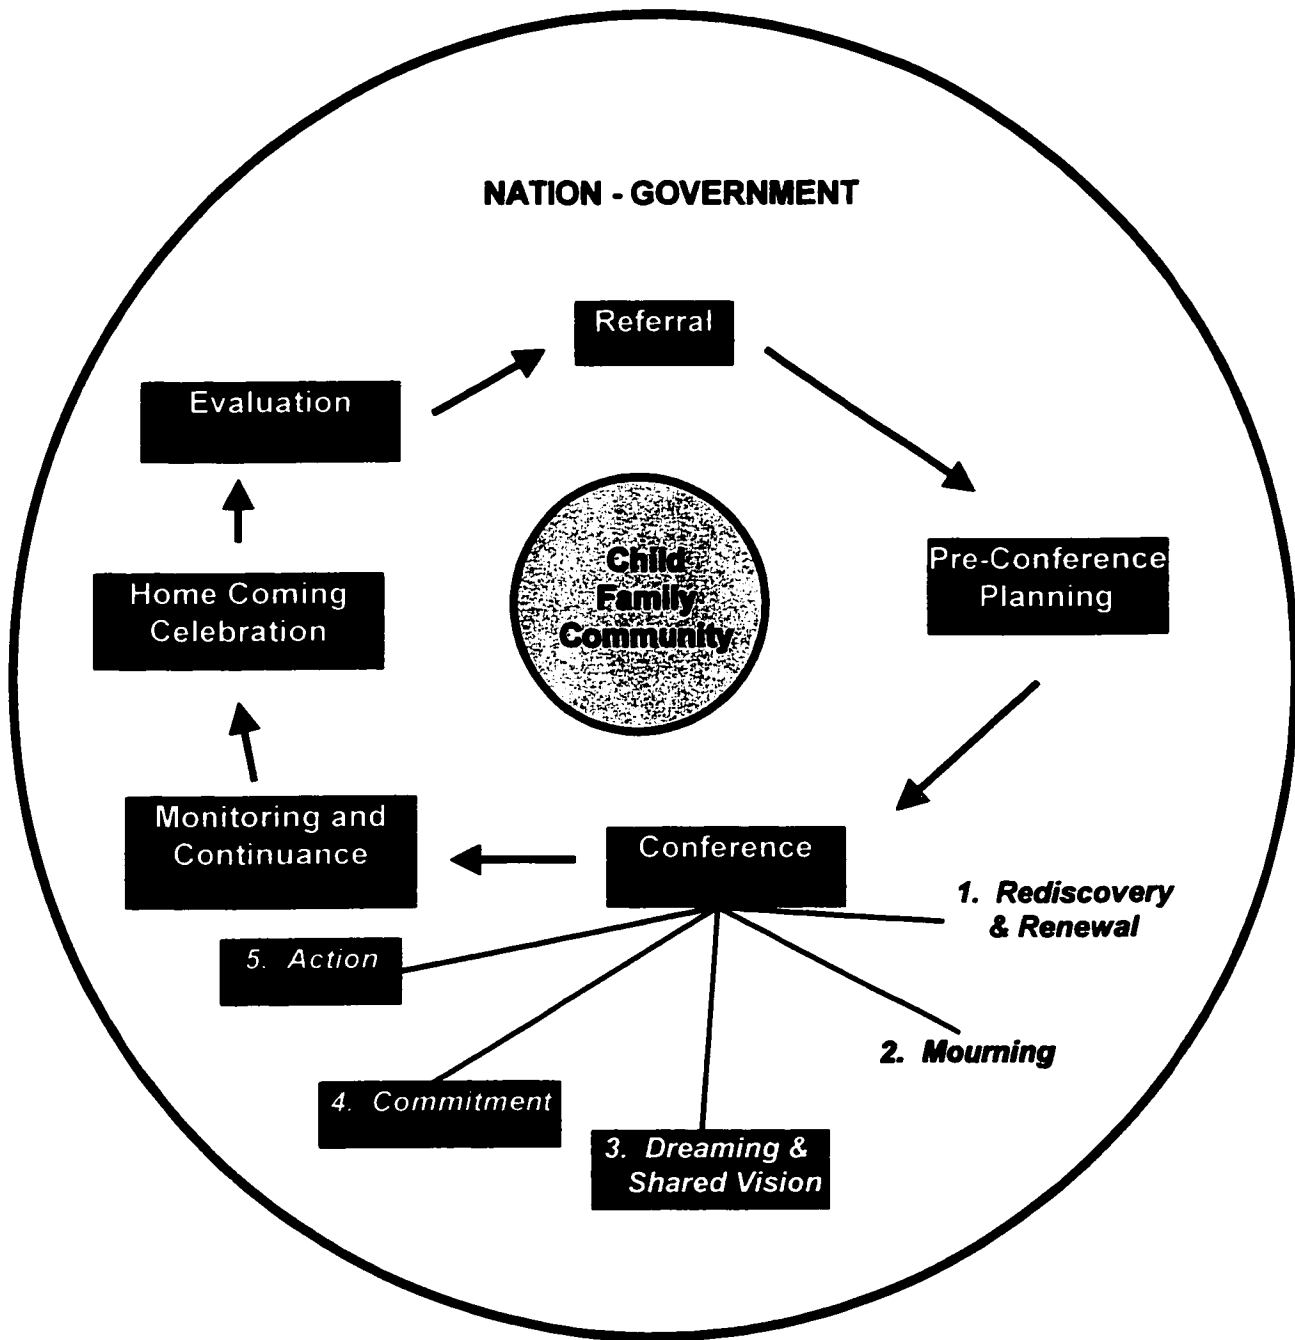 NATION - GOVERNMENT
Referral
Evaluation
Child
Family
Community
Pre-Conference
Planning
Home Coming
Celebration
Monitoring and
Continuance
Conference
1. Rediscovery
& Renewal
5. Action
2. Mourning
4. Commitment
3. Dreaming &
Shared Vision